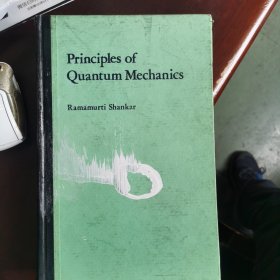 Principles of
Quantum Mechanics
Ramamurti Shankar